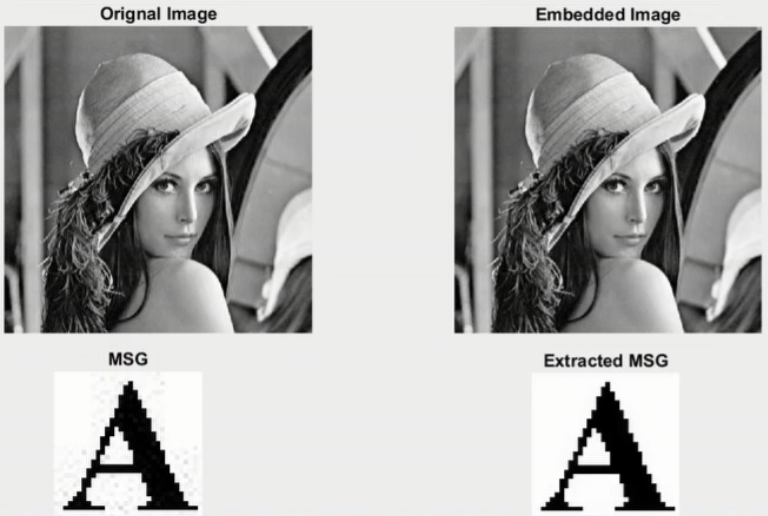 Orignal Image
Embedded Image
MSG
Extracted MSG
A
A